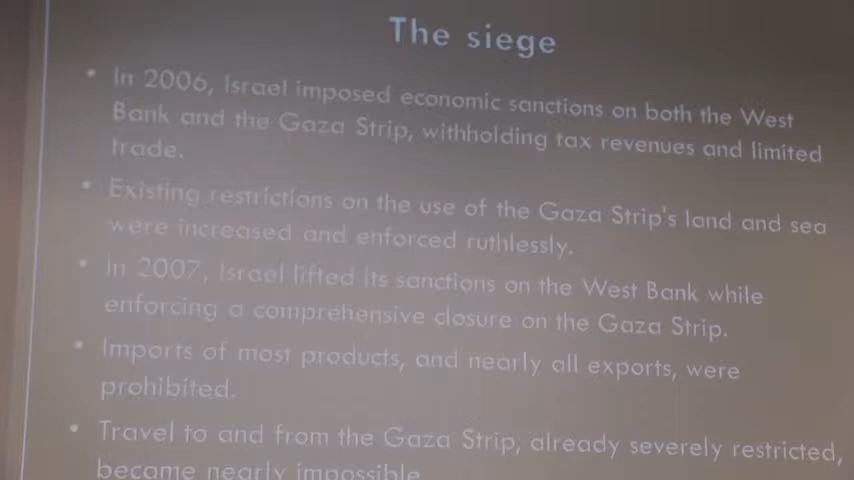 The siege
• In 2006, Israel imposed economic sanctions on both the West
Bank and the Gaza Strip, withholding tax revenues and limited
trade.
• Existing restrictions on the use of the Gaza Strip's land and sea
were increased and enforced ruthlessly.
• In 2007, Israel lifted its sanctions on the West Bank while
enforcing a comprehensive closure on the Gaza Strip.
• Imports of most products, and nearly all exports, were
prohibited.
• Travel to and from the Gaza Strip, already severely restricted,
became nearly impossible